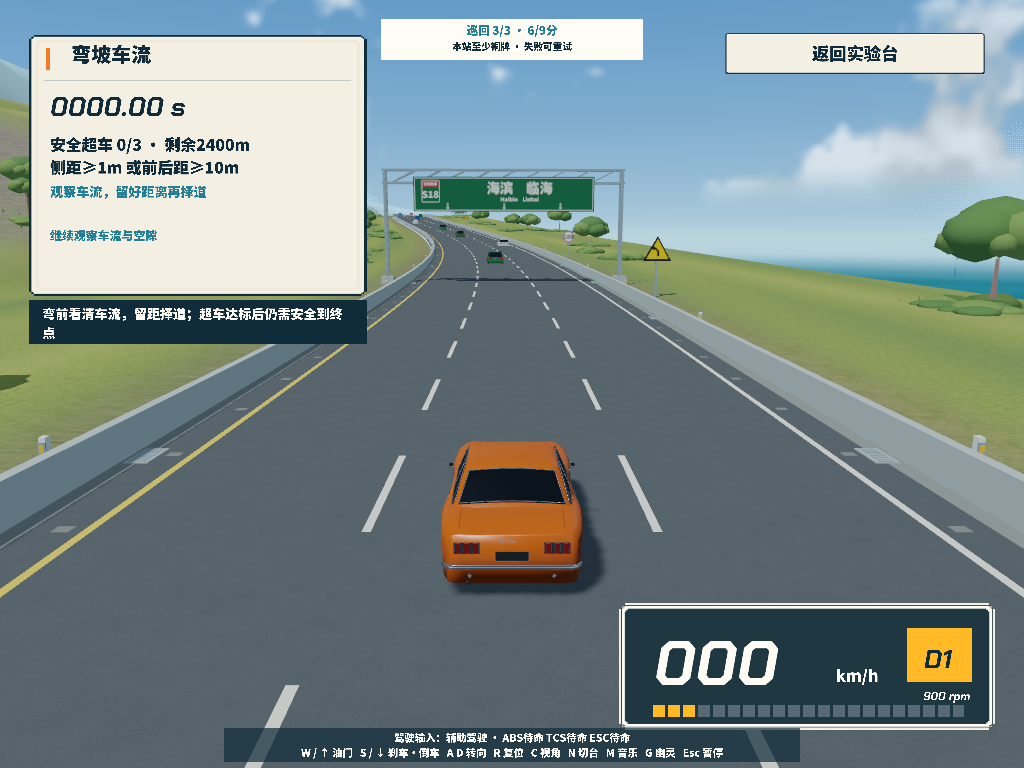 弯坡车流
0000.00 s
安全超车 0/3 · 剩余2400m
侧距≥1m 或前后距≥10m
观察车流，留好距离再择道
继续观察车流与空隙
弯前看清车流，留距择道；超车达标后仍需安全到终
点
巡回 3/3 · 6/9分
本站至少铜牌 · 失败可重试
返回实验台
S18
海滨 临海
Haibin Linhai
000 km/h
D1
900 rpm
驾驶输入：辅助驾驶 · ABS待命 TCS待命 ESC待命
W / ↑ 油门 S / ↓ 刹车·倒车 A D 转向 R 复位 C 视角 N 切台 M 音乐 G 幽灵 Esc 暂停